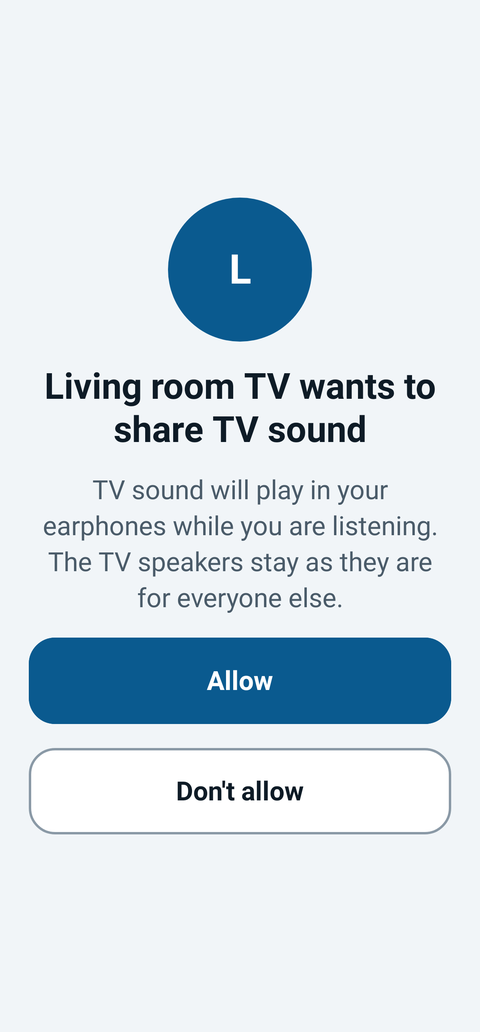 L
Living room TV wants to
share TV sound
TV sound will play in your
earphones while you are listening.
The TV speakers stay as they are
for everyone else.
Allow
Don't allow